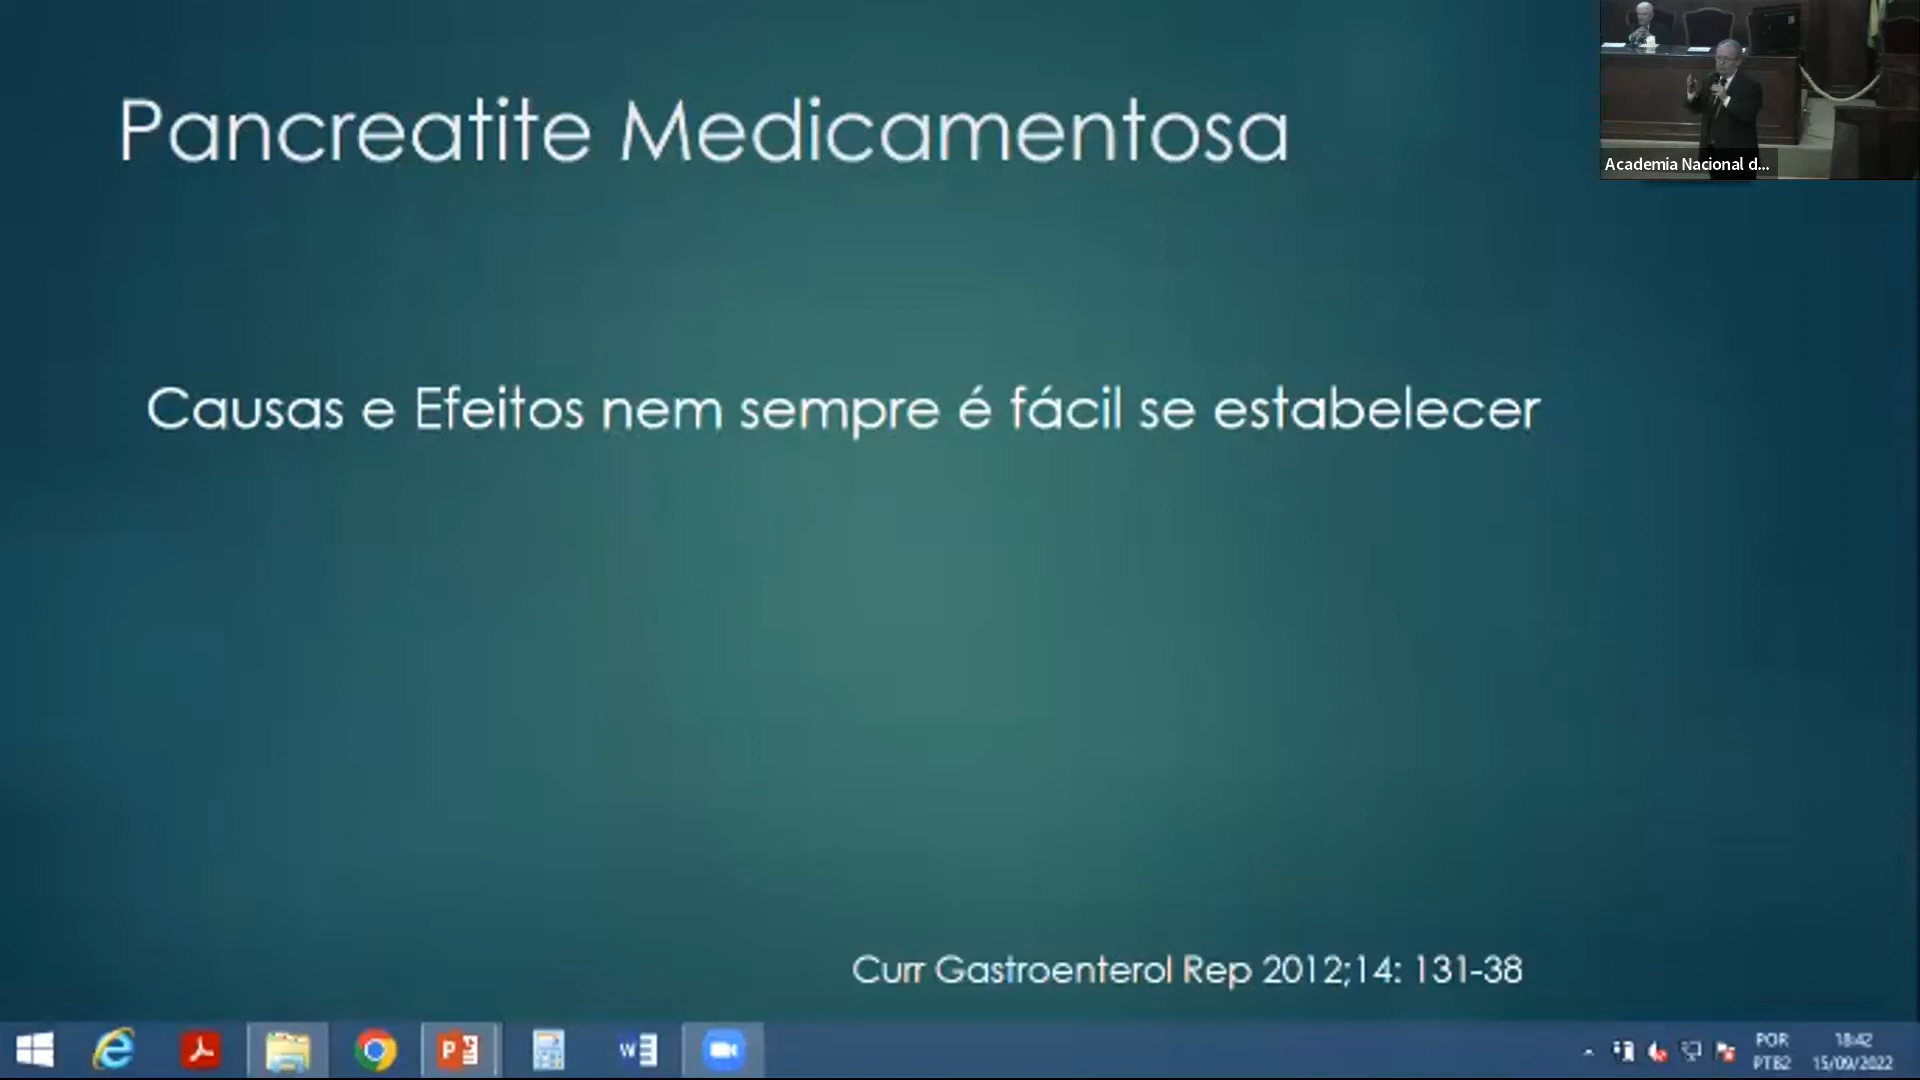 Pancreatite Medicamentosa
Academia Nacional d...
Causas e Efeitos nem sempre é fácil se estabelecer
Curr Gastroenterol Rep 2012;14: 131-38
POR
PTB2
18:42
15/09/2022